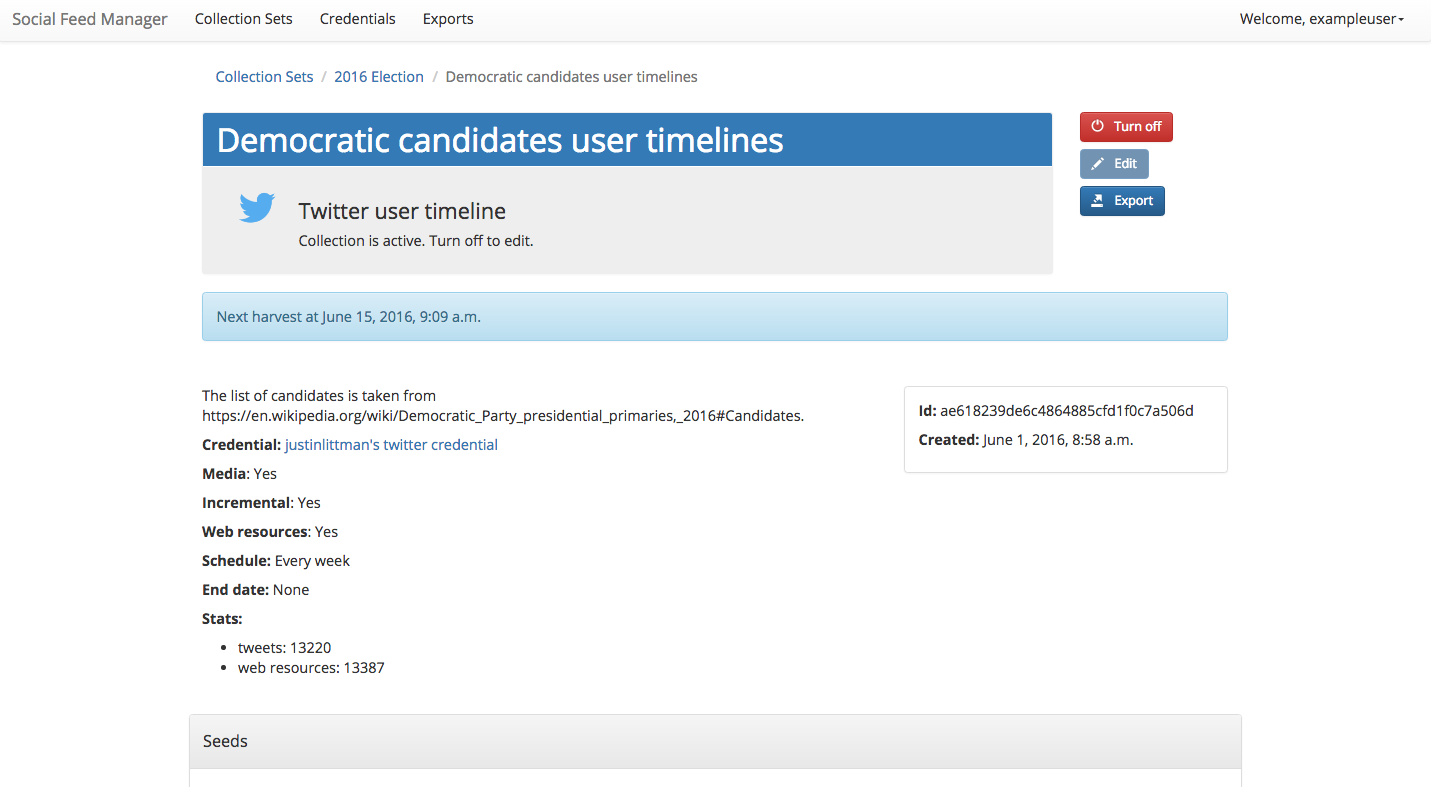 Social Feed Manager Collection Sets Credentials Exports Welcome, exampleuser
Collection Sets / 2016 Election / Democratic candidates user timelines
Democratic candidates user timelines
Turn off
Edit
Export
Twitter user timeline
Collection is active. Turn off to edit.
Next harvest at June 15, 2016, 9:09 a.m.
The list of candidates is taken from
https://en.wikipedia.org/wiki/Democratic_Party_presidential_primaries,_2016#Candidates.
Credential: justinlittman's twitter credential
Media: Yes
Incremental: Yes
Web resources: Yes
Schedule: Every week
End date: None
Stats:
• tweets: 13220
• web resources: 13387
Id: ae618239de6c4864885cfd1f0c7a506d
Created: June 1, 2016, 8:58 a.m.
Seeds